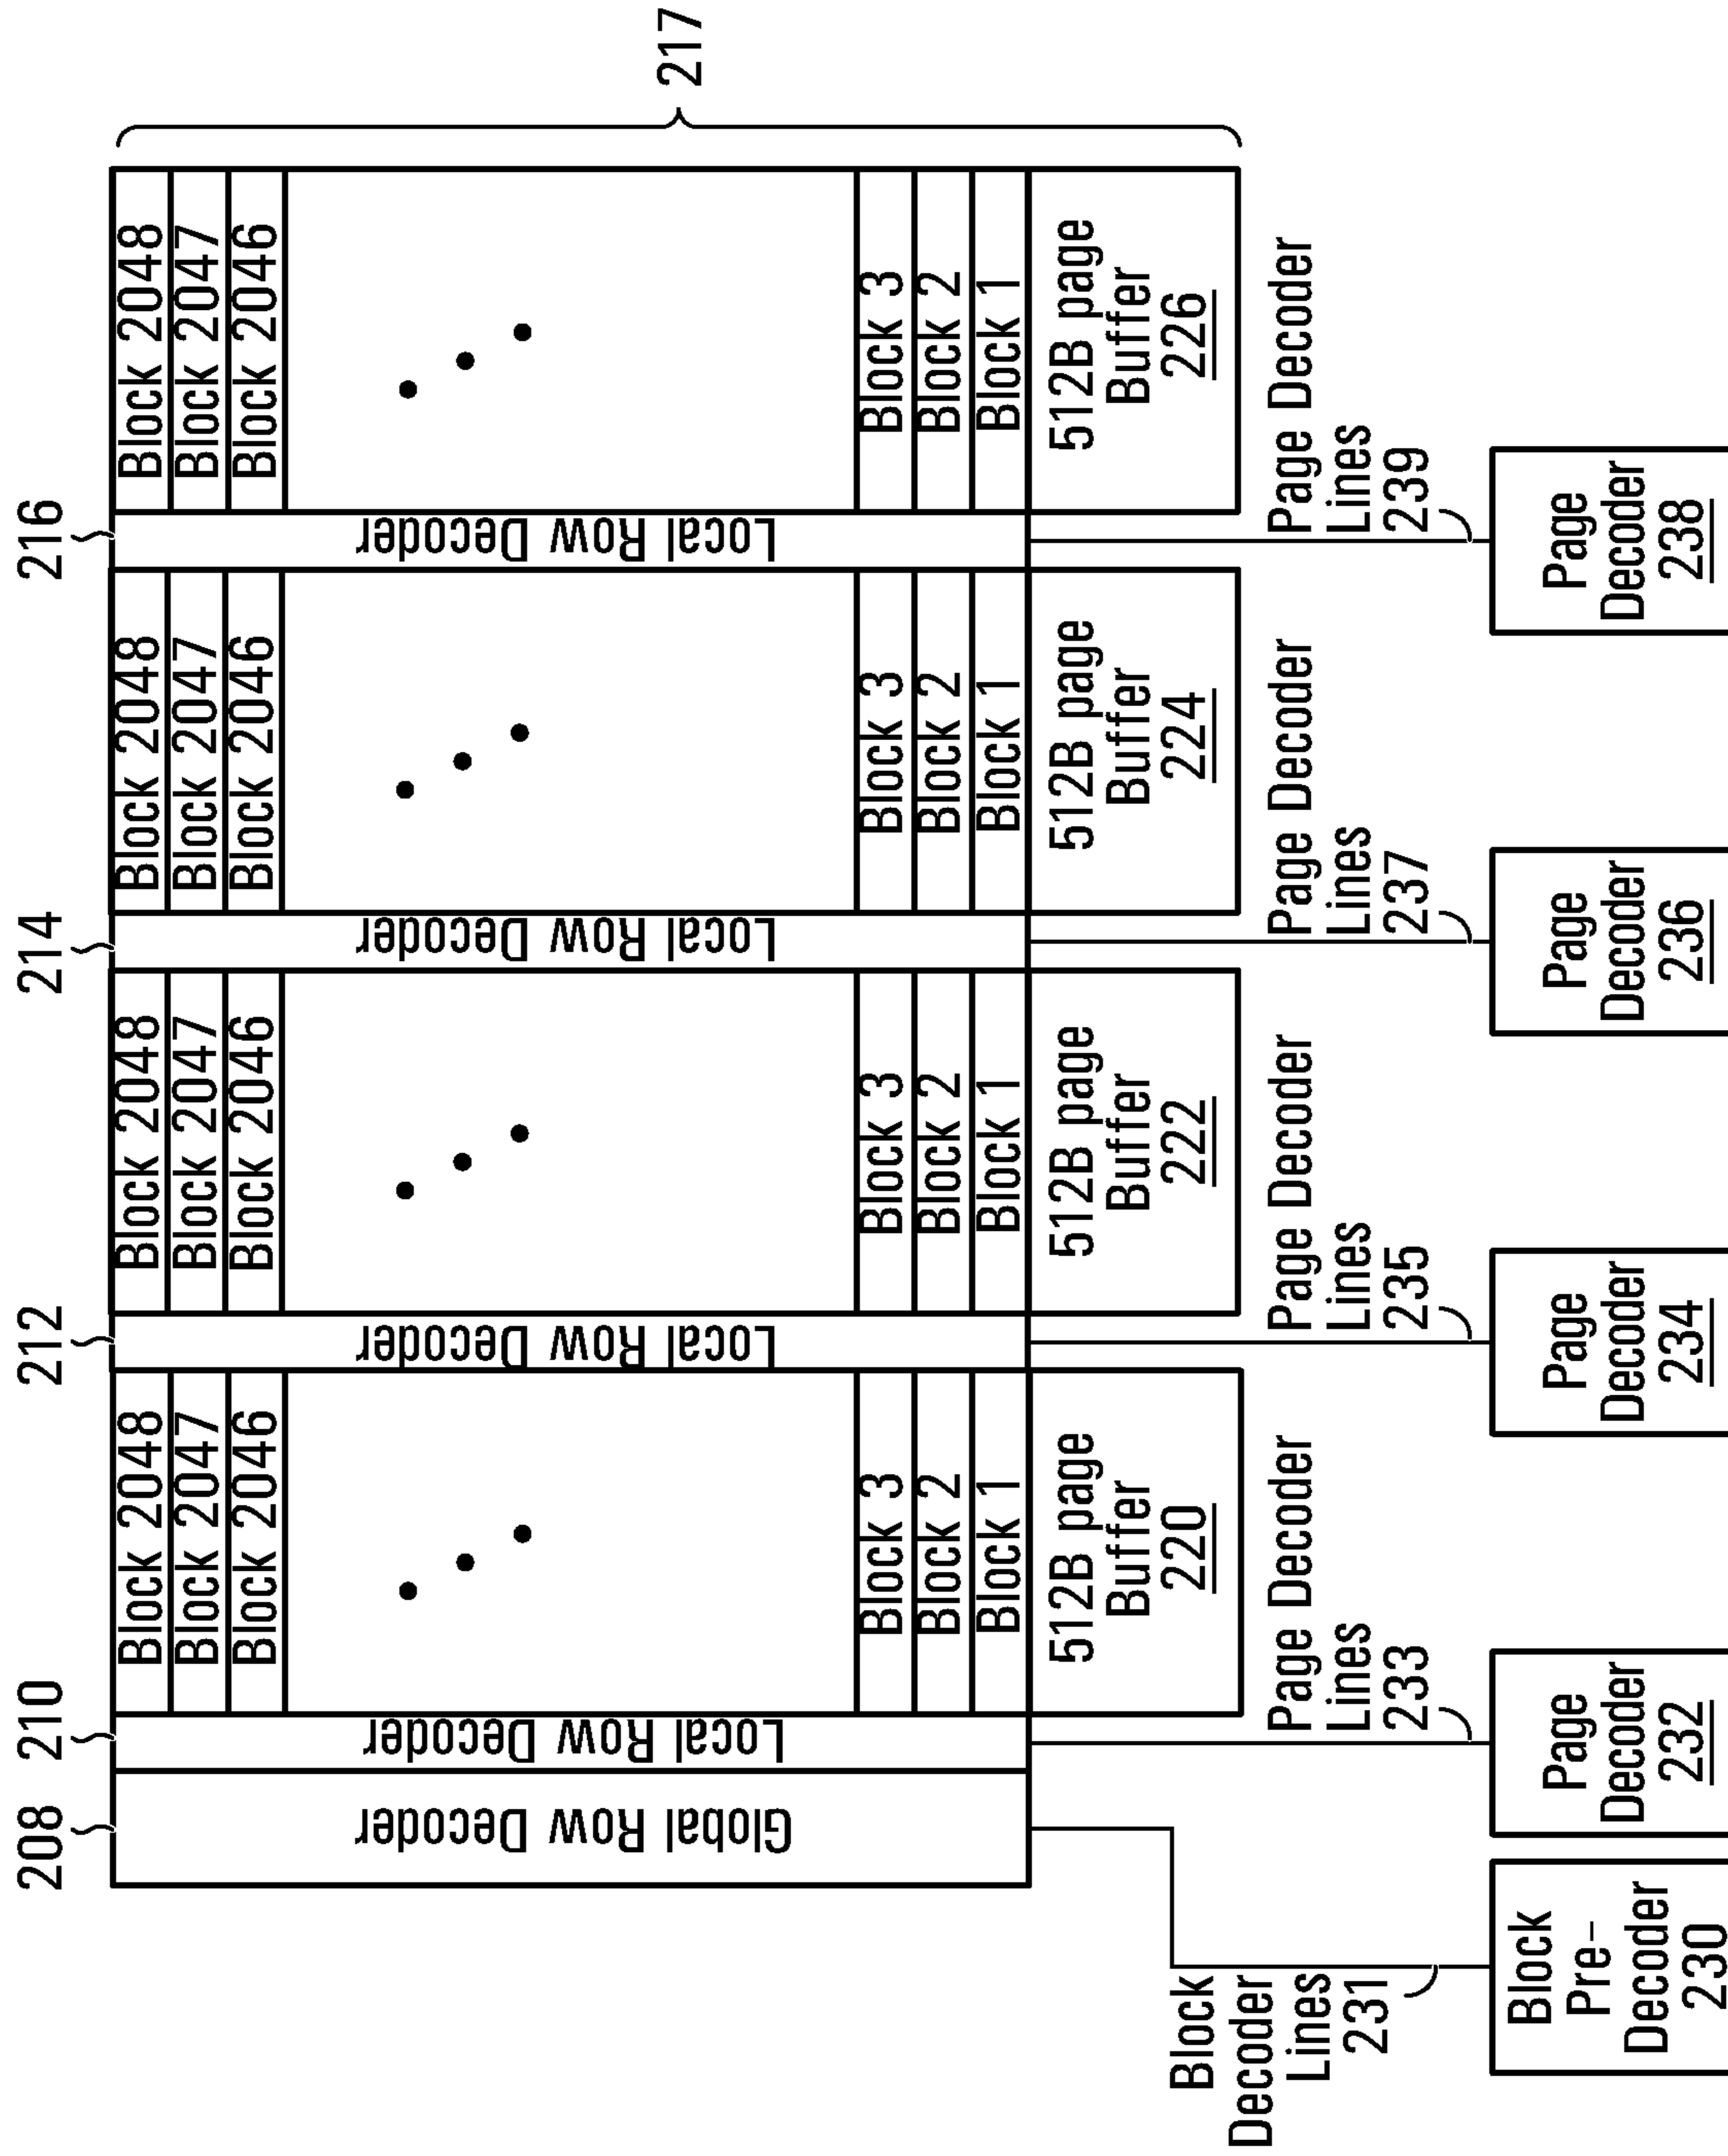 208
210
212
214
216
Global Row Decoder
Local Row Decoder
Block 2048
Block 2047
Block 2046
Block 3
Block 2
Block 1
512B page
Buffer
220
Local Row Decoder
Block 2048
Block 2047
Block 2046
Block 3
Block 2
Block 1
512B page
Buffer
222
Local Row Decoder
Block 2048
Block 2047
Block 2046
Block 3
Block 2
Block 1
512B page
Buffer
224
Local Row Decoder
Block 2048
Block 2047
Block 2046
Block 3
Block 2
Block 1
512B page
Buffer
226
217
Block
Decoder
Lines
231
Page Decoder
Lines
233
Page Decoder
Lines
235
Page Decoder
Lines
237
Page Decoder
Lines
239
Block
Pre-
Decoder
230
Page
Decoder
232
Page
Decoder
234
Page
Decoder
236
Page
Decoder
238